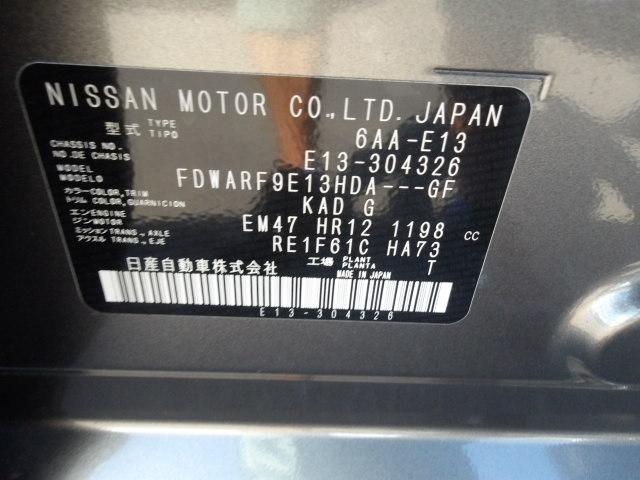 NISSAN MOTOR CO.,LTD. JAPAN
型式 TYPE TIPO 6AA-E13
CHASSIS NO. NO.DE CHASIS E13-304326
MODEL MODELO FDWARF9E13HDA---GF
カラー COLOR,TRIM トリム COLOR,GUARNICION KAD G
エンジン ENGINE MOTOR EM47 HR12 1198 cc
ミッション TRANS., AXLE アクスル TRANS.,EJE RE1F61C HA73
日産自動車株式会社 工場 PLANT PLANTA T
MADE IN JAPAN
E13-304326